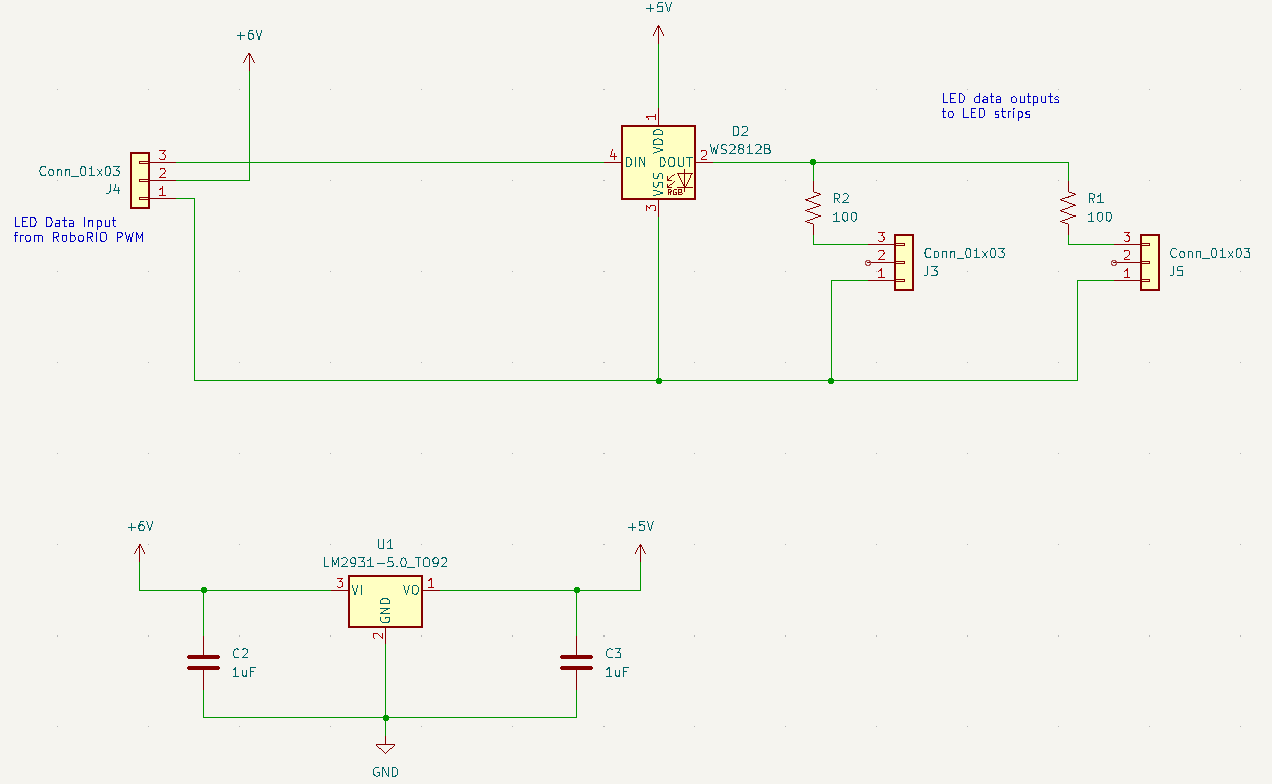 +5V
+6V
LED data outputs
to LED strips
1
D2
WS2812B
VDD
4
DIN
DOUT
2
VSS
RGB
3
Conn_01x03
J4
3
2
1
LED Data Input
from RoboRIO PWM
R2
100
R1
100
3
2
1
Conn_01x03
J3
3
2
1
Conn_01x03
J5
+6V
+5V
U1
LM2931-5.0_TO92
3
VI
VO
1
GND
2
C2
1uF
C3
1uF
GND